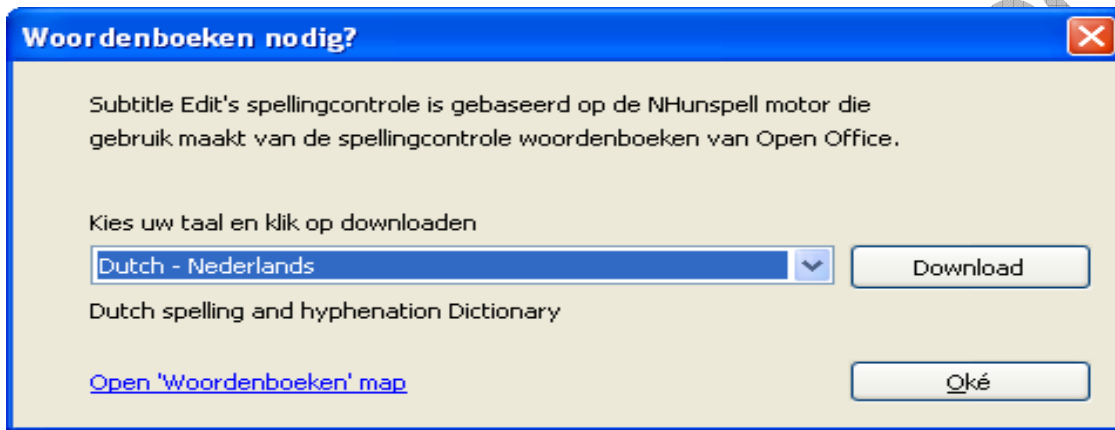 Woordenboeken nodig?
Subtitle Edit's spellingcontrole is gebaseerd op de NHunspell motor die
gebruik maakt van de spellingcontrole woordenboeken van Open Office.
Kies uw taal en klik op downloaden
Dutch - Nederlands
Download
Dutch spelling and hyphenation Dictionary
Open 'Woordenboeken' map
Oké